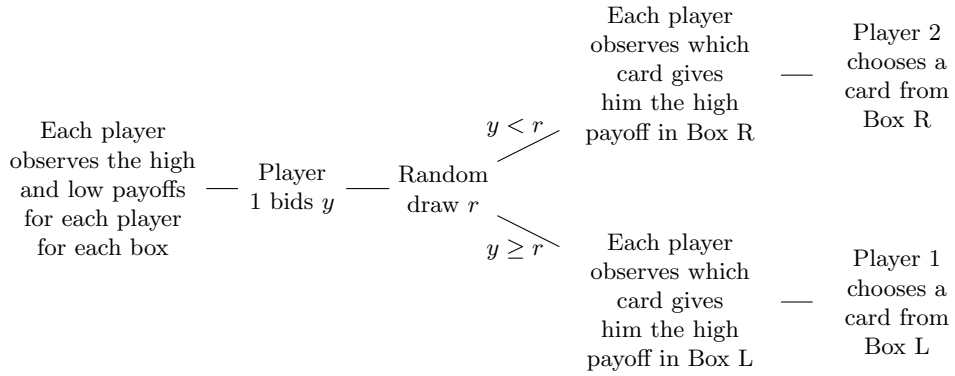 Each player
observes the high
and low payoffs
for each player
for each box
Player
1 bids y
Random
draw r
y < r
y ≥ r
Each player
observes which
card gives
him the high
payoff in Box R
Player 2
chooses a
card from
Box R
Each player
observes which
card gives
him the high
payoff in Box L
Player 1
chooses a
card from
Box L